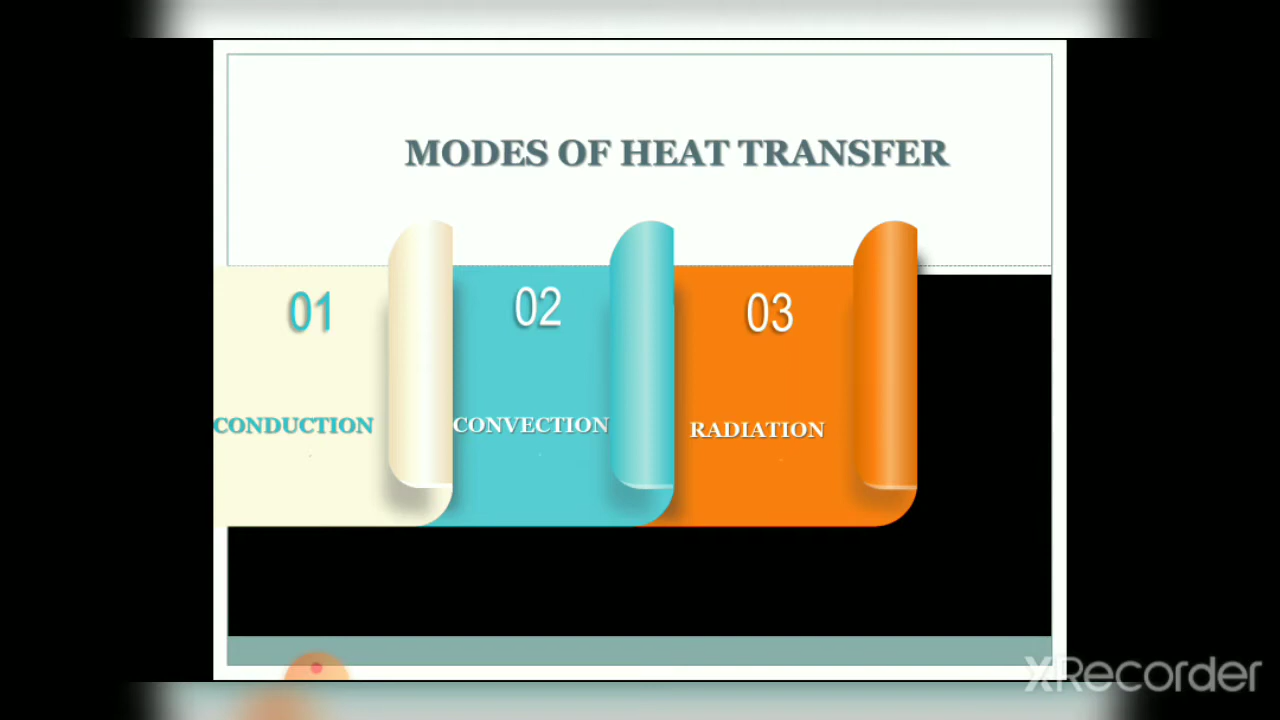 MODES OF HEAT TRANSFER
01
02
03
CONDUCTION
CONVECTION
RADIATION
XRecorder